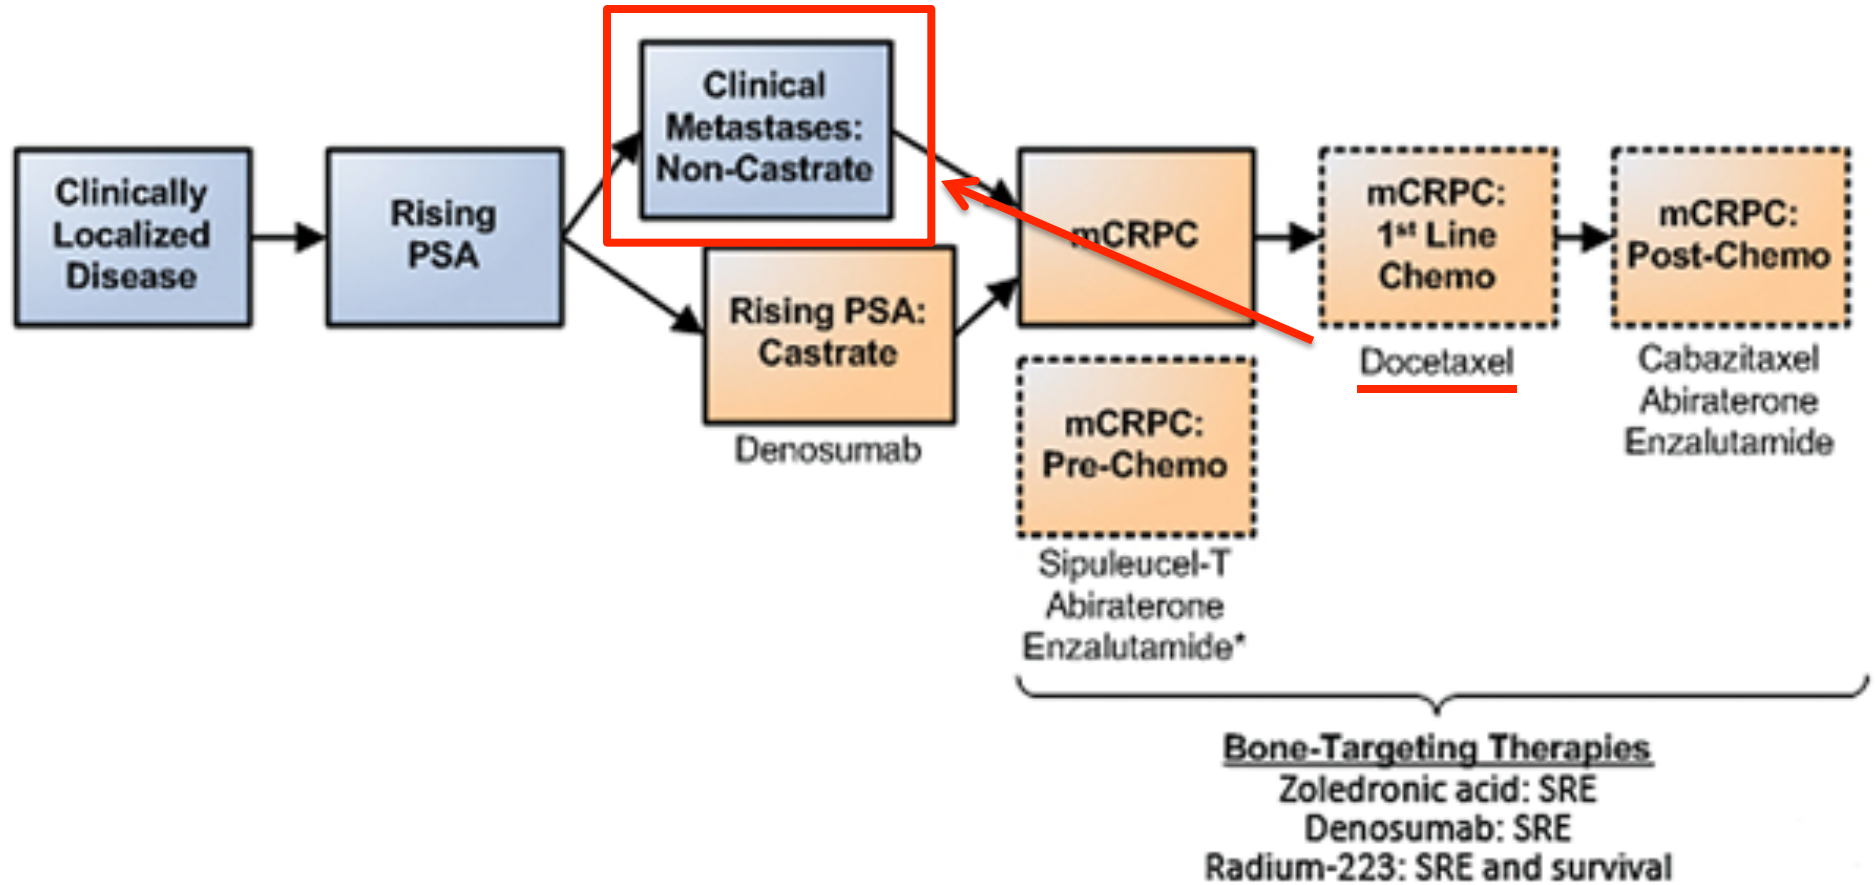 Clinically
Localized
Disease
Rising
PSA
Clinical
Metastases:
Non-Castrate
Rising PSA:
Castrate
Denosumab
mCRPC
mCRPC:
Pre-Chemo
Sipuleucel-T
Abiraterone
Enzalutamide*
mCRPC:
1st Line
Chemo
Docetaxel
mCRPC:
Post-Chemo
Cabazitaxel
Abiraterone
Enzalutamide
Bone-Targeting Therapies
Zoledronic acid: SRE
Denosumab: SRE
Radium-223: SRE and survival